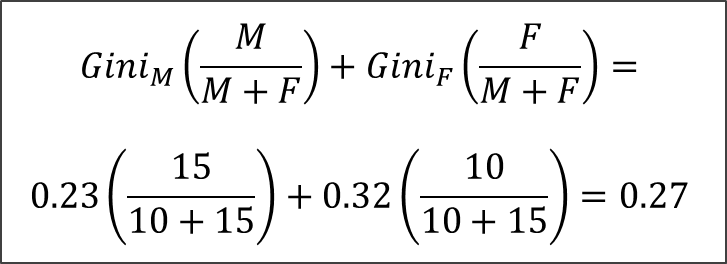 Gini_M (M / (M + F)) + Gini_F (F / (M + F)) =
0.23 (15 / (10 + 15)) + 0.32 (10 / (10 + 15)) = 0.27